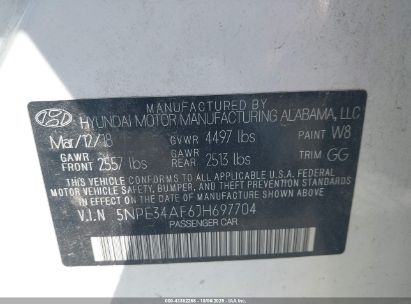 MANUFACTURED BY
HYUNDAI MOTOR MANUFACTURING ALABAMA, LLC
Mar/12/18 GVWR 4497 lbs PAINT W8
GAWR FRONT 2557 lbs GAWR REAR 2513 lbs TRIM GG
THIS VEHICLE CONFORMS TO ALL APPLICABLE U.S. FEDERAL
MOTOR VEHICLE SAFETY, BUMPER, AND THEFT PREVENTION
STANDARDS IN EFFECT ON THE DATE OF MANUFACTURE SHOWN ABOVE.
V.I.N 5NPE34AF6JH697704
PASSENGER CAR